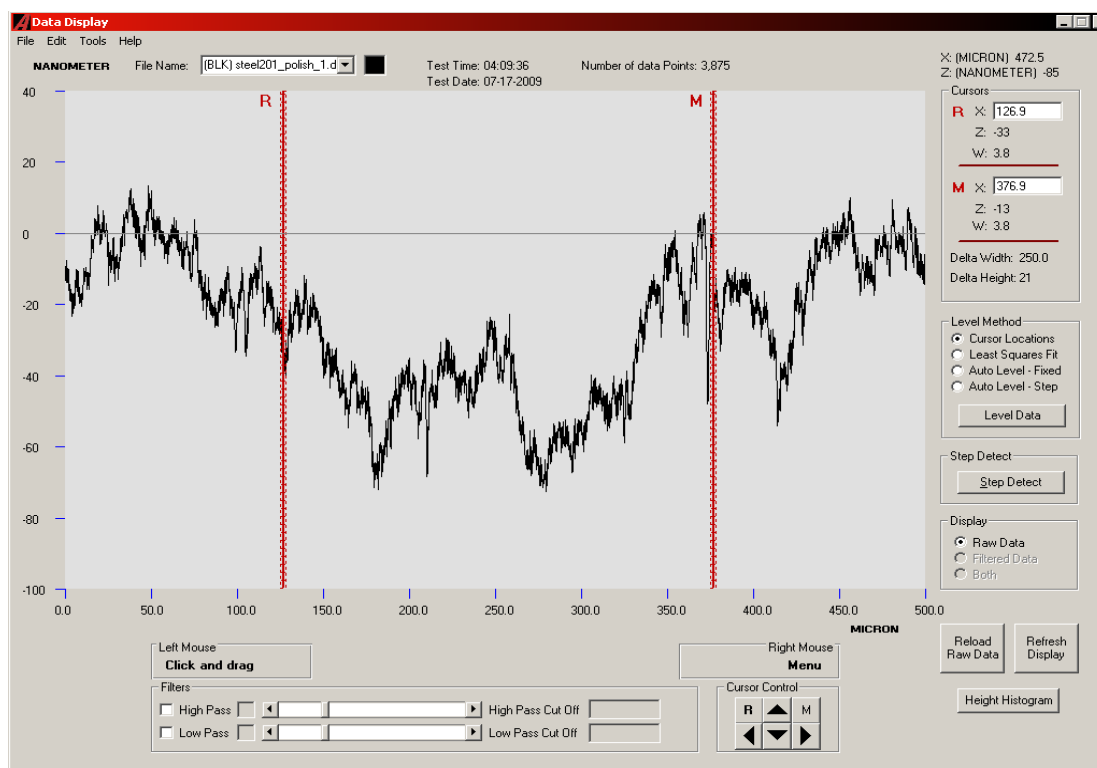 Data Display
File Edit Tools Help
NANOMETER File Name: (BLK) steel201_polish_1.d Test Time: 04:09:36 Number of data Points: 3,875
Test Date: 07-17-2009
X: (MICRON) 472.5
Z: (NANOMETER) -85
Cursors
R X: 126.9
Z: -33
W: 3.8
M X: 376.9
Z: -13
W: 3.8
Delta Width: 250.0
Delta Height: 21
Level Method
Cursor Locations
Least Squares Fit
Auto Level - Fixed
Auto Level - Step
Level Data
Step Detect
Step Detect
Display
Raw Data
Filtered Data
Both
R M
40
20
0
-20
-40
-60
-80
-100
0.0 50.0 100.0 150.0 200.0 250.0 300.0 350.0 400.0 450.0 500.0
MICRON
Reload Raw Data
Refresh Display
Height Histogram
Left Mouse
Click and drag
Right Mouse
Menu
Filters
High Pass High Pass Cut Off
Low Pass Low Pass Cut Off
Cursor Control
R M